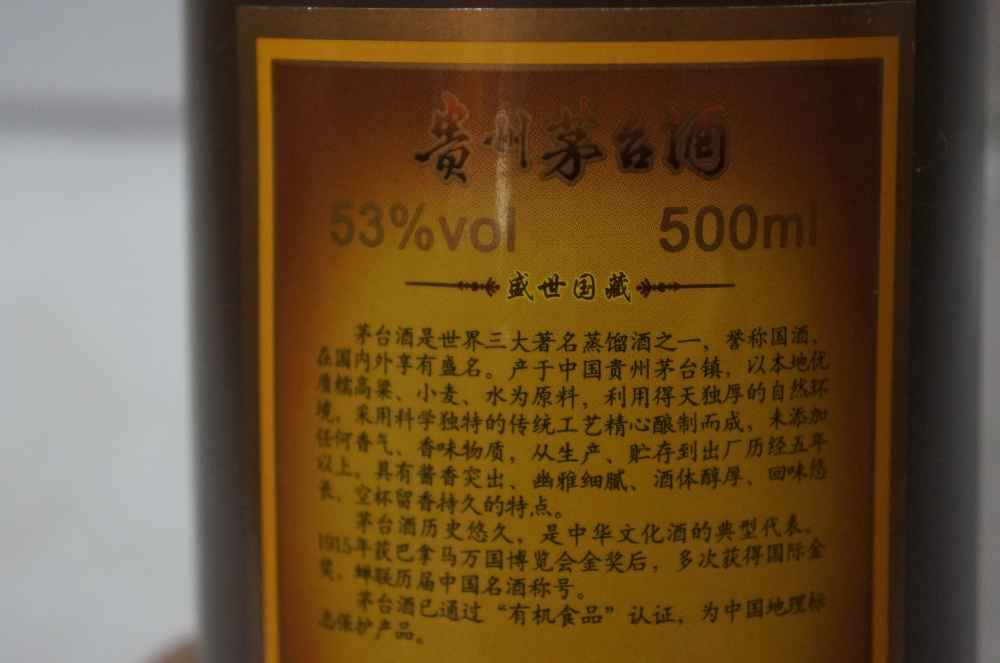 贵州茅台酒
53%vol 500ml
盛世国藏
茅台酒是世界三大著名蒸馏酒之一，誉称国酒，
在国内外享有盛名。产于中国贵州茅台镇，以本地优
质糯高粱、小麦、水为原料，利用得天独厚的自然环
境，采用科学独特的传统工艺精心酿制而成，未添加
任何香气、香味物质，从生产、贮存到出厂历经五年
以上。具有酱香突出、幽雅细腻、酒体醇厚、回味悠
长、空杯留香持久的特点。
茅台酒历史悠久，是中华文化酒的典型代表。
1915年获巴拿马万国博览会金奖后，多次获得国际金
奖，蝉联历届中国名酒称号。
茅台酒已通过“有机食品”认证，为中国地理标
志保护产品。